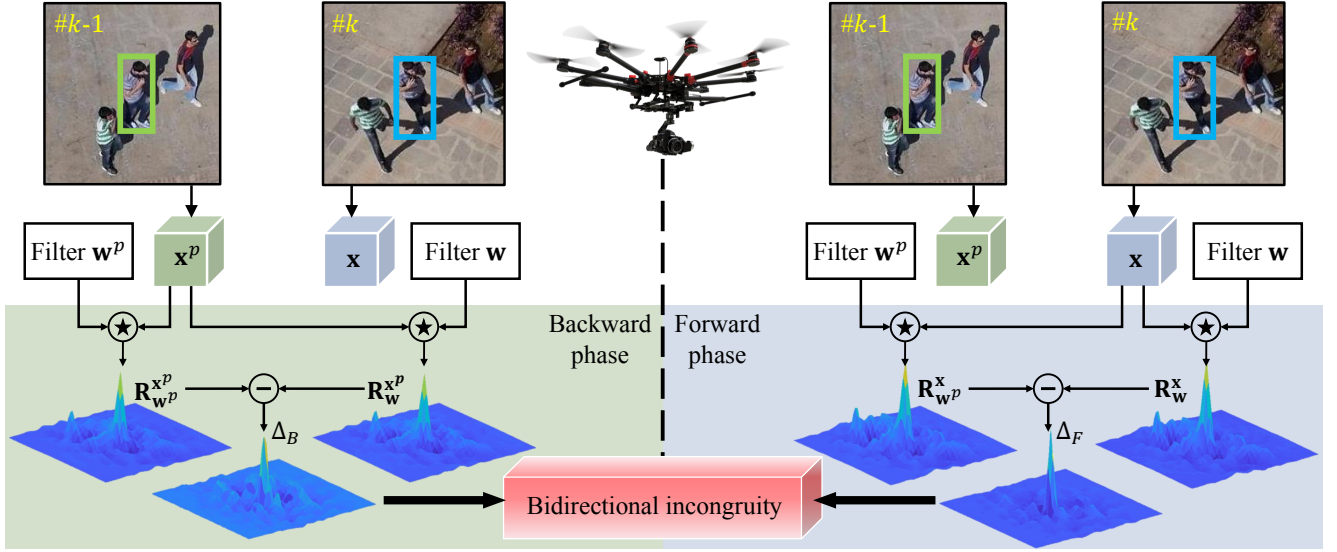 #k-1
#k
#k-1
#k
Filter w^p
x^p
x
Filter w
Filter w^p
x^p
x
Filter w
Backward phase
Forward phase
R_{w^p}^{x^p}
R_w^{x^p}
R_{w^p}^x
R_w^x
Δ_B
Δ_F
Bidirectional incongruity